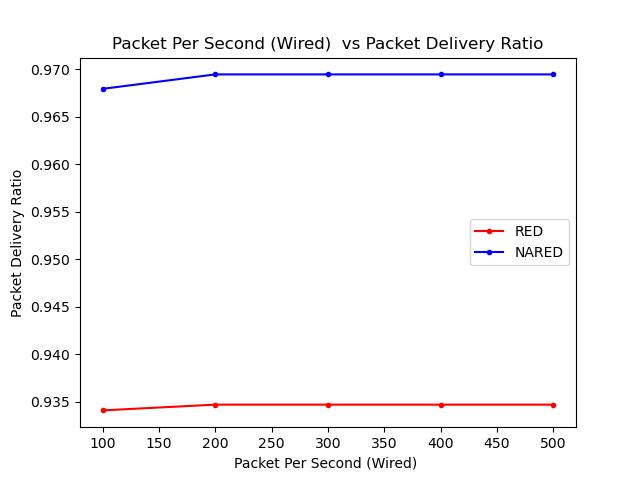 Packet Per Second (Wired)  vs Packet Delivery Ratio
0.970
0.965
0.960
0.955
0.950
0.945
0.940
0.935
Packet Delivery Ratio
RED
NARED
100 150 200 250 300 350 400 450 500
Packet Per Second (Wired)